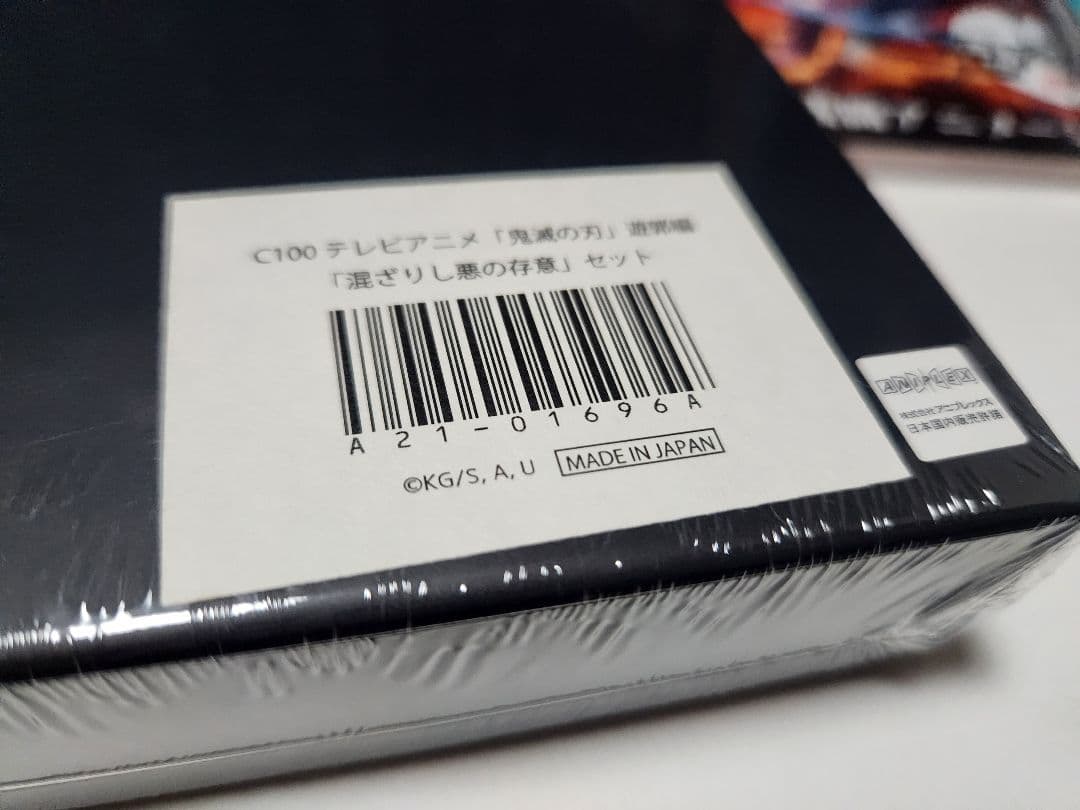 C100 テレビアニメ「鬼滅の刃」遊郭編
「混ざりし悪の存意」セット
A21-01696A
©KG/S, A, U
MADE IN JAPAN
ANIPLEX
株式会社アニプレックス
日本国内販売許諾